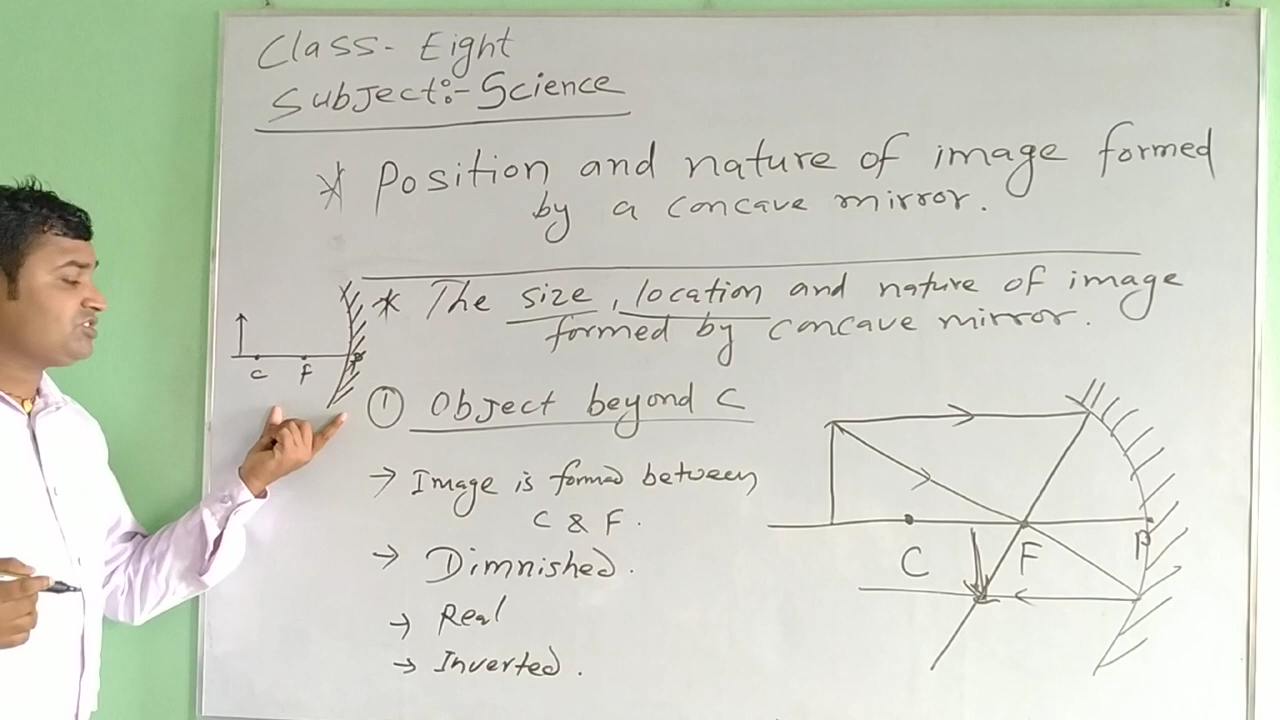 Class- Eight
Subject:- Science
* Position and nature of image formed
by a concave mirror.
* The size, location and nature of image
formed by concave mirror.
C F P
① Object beyond C
→ Image is formed between
C & F.
→ Dimnished.
→ Real
→ Inverted.
C F P